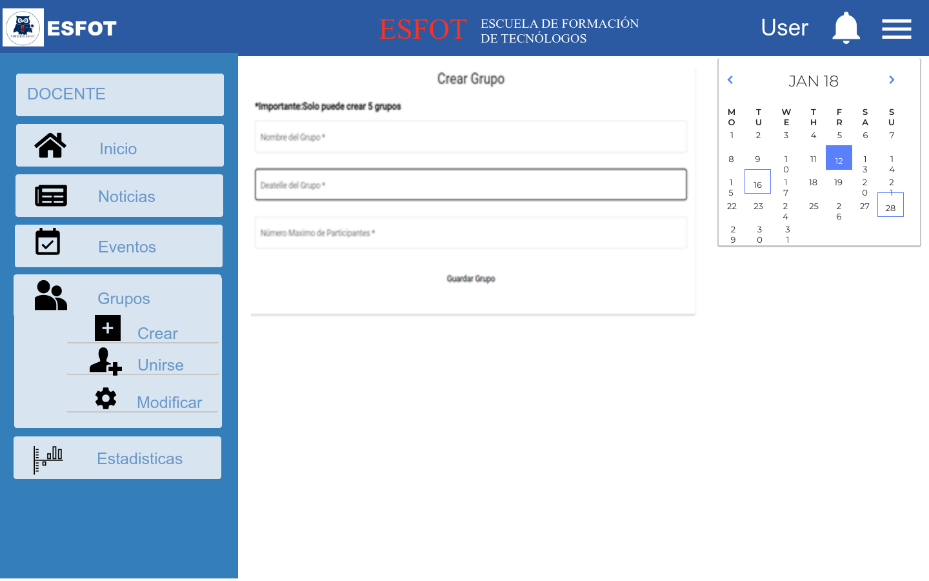 ESFOT
ESFOT
ESCUELA DE FORMACIÓN
DE TECNÓLOGOS
User
DOCENTE
Inicio
Noticias
Eventos
Grupos
Crear
Unirse
Modificar
Estadisticas
Crear Grupo
*Importante:Solo puede crear 5 grupos
Nombre del Grupo *
Deatelle del Grupo *
Número Maximo de Participantes *
Guardar Grupo
JAN 18
MO TU WE TH FR SA SU
1 2 3 4 5 6 7
8 9 10 11 12 13 14
15 16 17 18 19 20 21
22 23 24 25 26 27 28
29 30 31